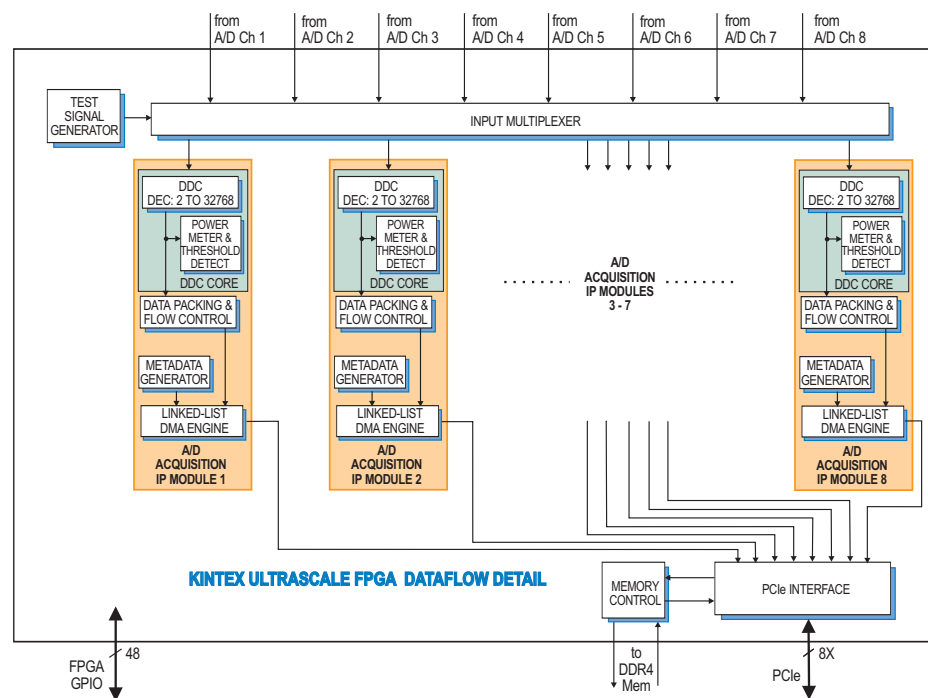 from
A/D Ch 1
from
A/D Ch 2
from
A/D Ch 3
from
A/D Ch 4
from
A/D Ch 5
from
A/D Ch 6
from
A/D Ch 7
from
A/D Ch 8
TEST
SIGNAL
GENERATOR
INPUT MULTIPLEXER
DDC
DEC: 2 TO 32768
POWER
METER &
THRESHOLD
DETECT
DDC CORE
DATA PACKING &
FLOW CONTROL
METADATA
GENERATOR
LINKED-LIST
DMA ENGINE
A/D
ACQUISITION
IP MODULE 1
DDC
DEC: 2 TO 32768
POWER
METER &
THRESHOLD
DETECT
DDC CORE
DATA PACKING &
FLOW CONTROL
METADATA
GENERATOR
LINKED-LIST
DMA ENGINE
A/D
ACQUISITION
IP MODULE 2
A/D
ACQUISITION
IP MODULES
3 - 7
DDC
DEC: 2 TO 32768
POWER
METER &
THRESHOLD
DETECT
DDC CORE
DATA PACKING &
FLOW CONTROL
METADATA
GENERATOR
LINKED-LIST
DMA ENGINE
A/D
ACQUISITION
IP MODULE 8
KINTEX ULTRASCALE FPGA DATAFLOW DETAIL
MEMORY
CONTROL
PCIe INTERFACE
48
FPGA
GPIO
to
DDR4
Mem
8X
PCIe